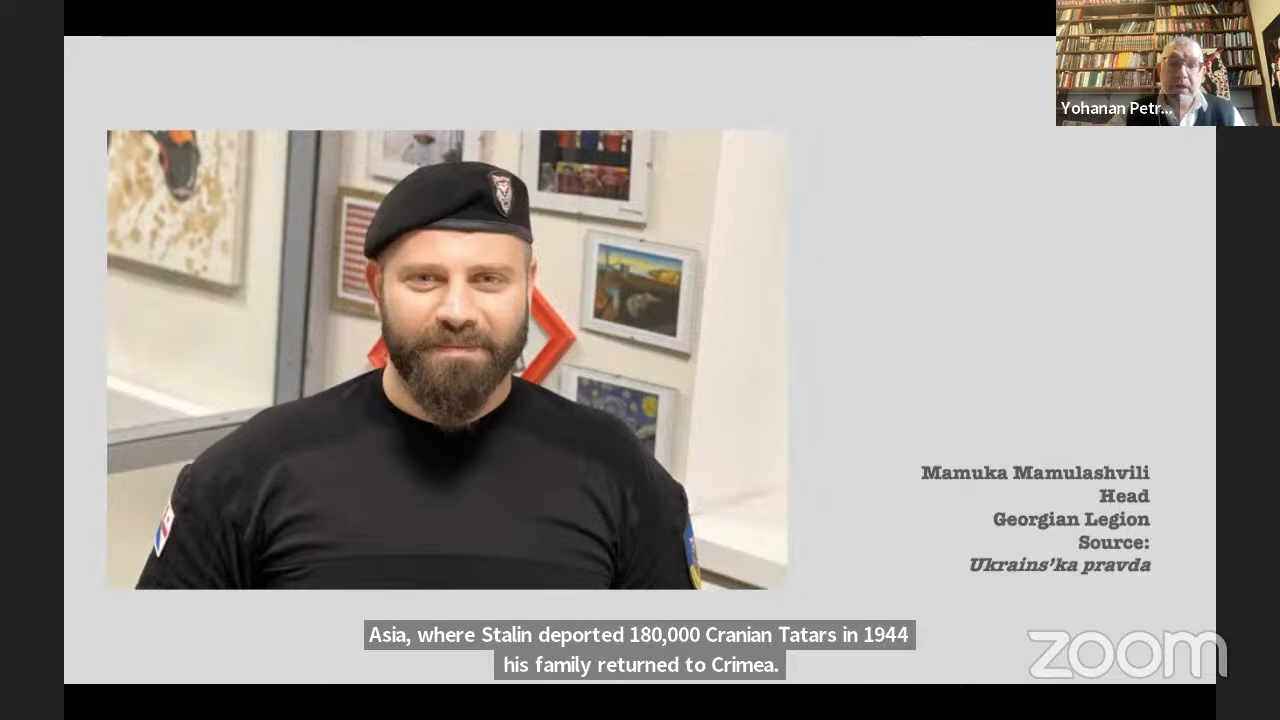 Yohanan Petr...
Mamuka Mamulashvili
Head
Georgian Legion
Source:
Ukrains’ka pravda
Asia, where Stalin deported 180,000 Cranian Tatars in 1944
his family returned to Crimea.
zoom